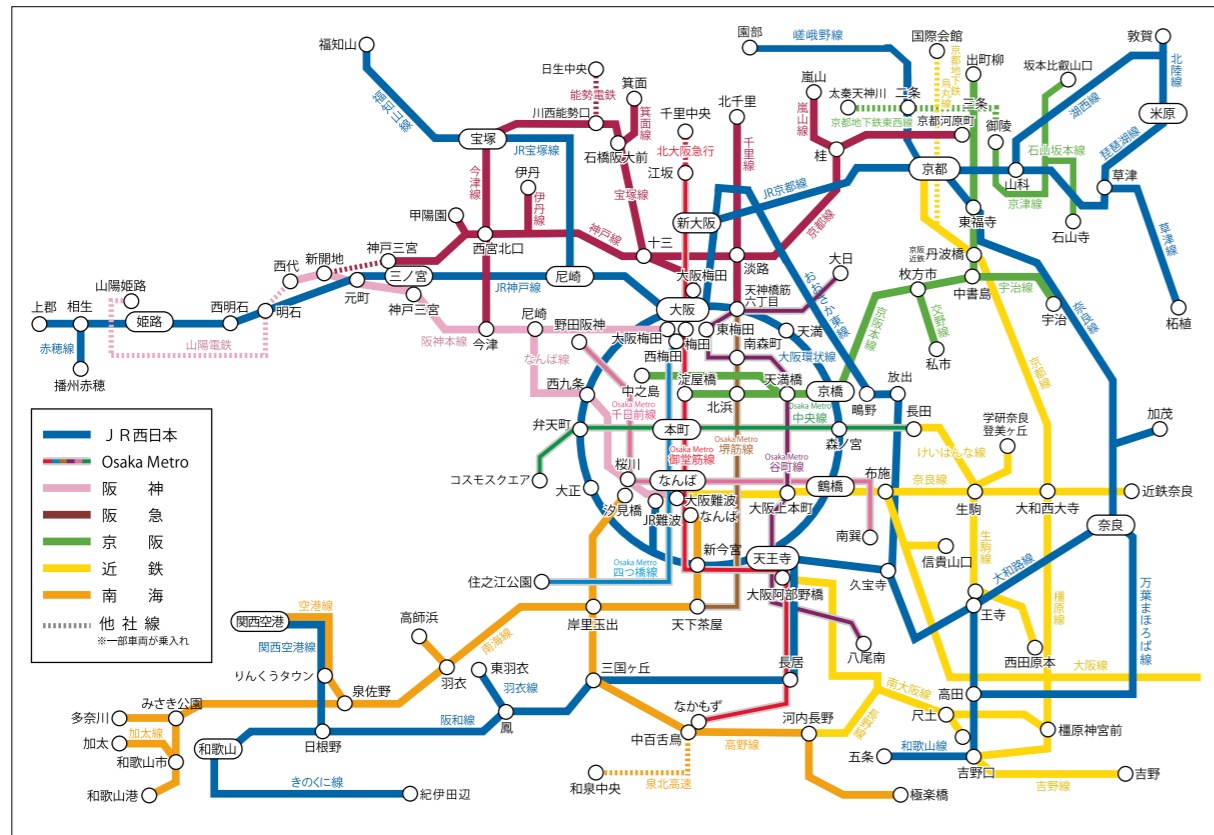 園部
嵯峨野線
国際会館
京都地下鉄
烏丸線
出町柳
敦賀
北陸線
福知山
日生中央
能勢電鉄
箕面
箕面線
千里中央
北千里
嵐山
嵐山線
太秦天神川
二条
三条
坂本比叡山口
湖西線
米原
福知山線
川西能勢口
京都地下鉄東西線
京都河原町
御陵
宝塚
JR宝塚線
石橋阪大前
北大阪急行
千里線
桂
石山坂本線
琵琶湖線
江坂
京都
山科
草津
今津線
伊丹
伊丹線
宝塚線
JR京都線
京津線
甲陽園
新大阪
京都線
東福寺
石山寺
草津線
神戸三宮
西宮北口
神戸線
十三
淡路
京阪
近鉄
丹波橋
西代
新開地
大阪梅田
大日
枚方市
中書島
宇治線
山陽姫路
三ノ宮
尼崎
天神橋筋
六丁目
おおさか東線
宇治
上郡
相生
姫路
西明石
明石
元町
JR神戸線
神戸三宮
大阪
京阪本線
交野線
奈良線
柘植
赤穂線
山陽電鉄
阪神本線
今津
尼崎
野田阪神
大阪梅田
梅田
東梅田
天満
私市
京都線
播州赤穂
なんば線
西梅田
南森町
大阪環状線
放出
西九条
中之島
淀屋橋
北浜
天満橋
京橋
鴫野
ＪＲ西日本
Osaka Metro
阪神
阪急
京阪
近鉄
南海
他社線
※一部車両が乗入れ
Osaka Metro
千日前線
弁天町
本町
Osaka Metro
中央線
森ノ宮
長田
学研奈良
登美ヶ丘
加茂
Osaka Metro
御堂筋線
Osaka Metro
堺筋線
Osaka Metro
谷町線
けいはんな線
コスモスクエア
桜川
なんば
鶴橋
布施
奈良線
大正
汐見橋
JR難波
大阪難波
なんば
大阪上本町
生駒
大和西大寺
近鉄奈良
南巽
奈良
新今宮
天王寺
信貴山口
生駒線
住之江公園
Osaka Metro
四つ橋線
大阪阿部野橋
久宝寺
大和路線
橿原線
万葉まほろば線
関西空港
空港線
関西空港線
高師浜
南海線
岸里玉出
天下茶屋
王寺
西田原本
八尾南
りんくうタウン
東羽衣
羽衣
羽衣線
三国ヶ丘
長居
大阪線
みさき公園
泉佐野
南大阪線
高田
多奈川
加太
加太線
和歌山市
和歌山
日根野
阪和線
鳳
なかもず
中百舌鳥
高野線
河内長野
長野線
尺土
橿原神宮前
五条
和歌山線
吉野口
和歌山港
きのくに線
紀伊田辺
和泉中央
泉北高速
極楽橋
吉野線
吉野